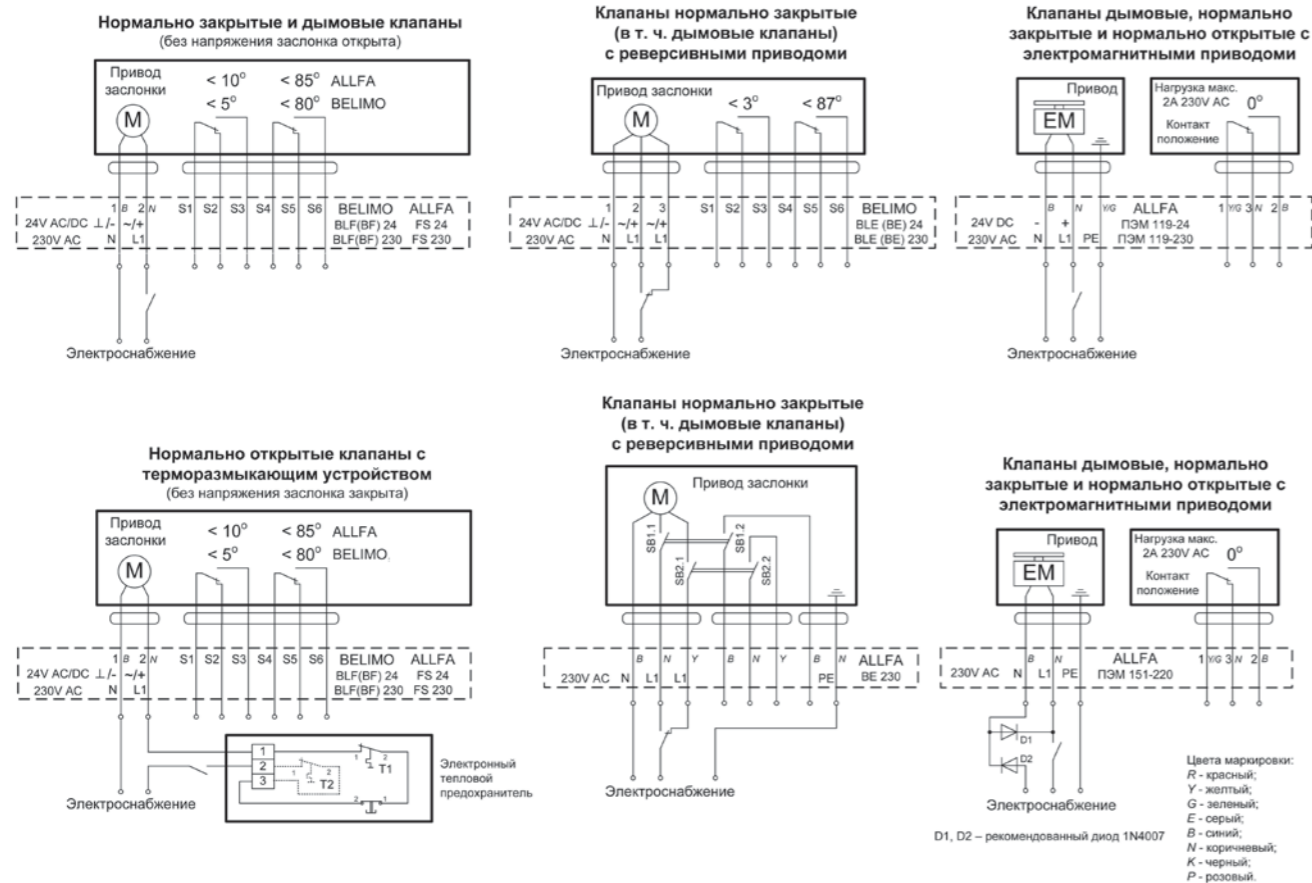 Нормально закрытые и дымовые клапаны
(без напряжения заслонка открыта)
Привод
заслонки
< 10° < 85° ALLFA
< 5° < 80° BELIMO
M
1 B 2 N S1 S2 S3 S4 S5 S6 BELIMO ALLFA
24V AC/DC ⊥/- ~/+ BLF(BF) 24 FS 24
230V AC N L1 BLF(BF) 230 FS 230
Электроснабжение
Клапаны нормально закрытые
(в т. ч. дымовые клапаны)
с реверсивными приводоми
Привод заслонки
< 3° < 87°
M
1 2 3 S1 S2 S3 S4 S5 S6 BELIMO
24V AC/DC ⊥/- ~/+ ~/+ BLE (BE) 24
230V AC N L1 L1 BLE (BE) 230
Электроснабжение
Клапаны дымовые, нормально
закрытые и нормально открытые с
электромагнитными приводоми
Привод
EM
Нагрузка макс.
2A 230V AC 0°
Контакт
положение
B N Y/G ALLFA 1 Y/G 3 N 2 B
24V DC - + ПЭМ 119-24
230V AC N L1 PE ПЭМ 119-230
Электроснабжение
Нормально открытые клапаны с
терморазмыкающим устройством
(без напряжения заслонка закрыта)
Привод
заслонки
< 10° < 85° ALLFA
< 5° < 80° BELIMO
M
1 B 2 N S1 S2 S3 S4 S5 S6 BELIMO ALLFA
24V AC/DC ⊥/- ~/+ BLF(BF) 24 FS 24
230V AC N L1 BLF(BF) 230 FS 230
1
2
3
1 2 T1
1 2 T2
2 1
Электронный
тепловой
предохранитель
Электроснабжение
Клапаны нормально закрытые
(в т. ч. дымовые клапаны)
с реверсивными приводоми
Привод заслонки
M
SB1.1 SB1.2
SB2.1 SB2.2
B N Y B N Y B N ALLFA
230V AC N L1 L1 PE BE 230
Электроснабжение
Клапаны дымовые, нормально
закрытые и нормально открытые с
электромагнитными приводоми
Привод
EM
Нагрузка макс.
2A 230V AC 0°
Контакт
положение
B N ALLFA 1 Y/G 3 N 2 B
230V AC N L1 PE ПЭМ 151-220
D1
D2
Электроснабжение
D1, D2 – рекомендованный диод 1N4007
Цвета маркировки:
R - красный;
Y - желтый;
G - зеленый;
E - серый;
B - синий;
N - коричневый;
K - черный;
P - розовый.